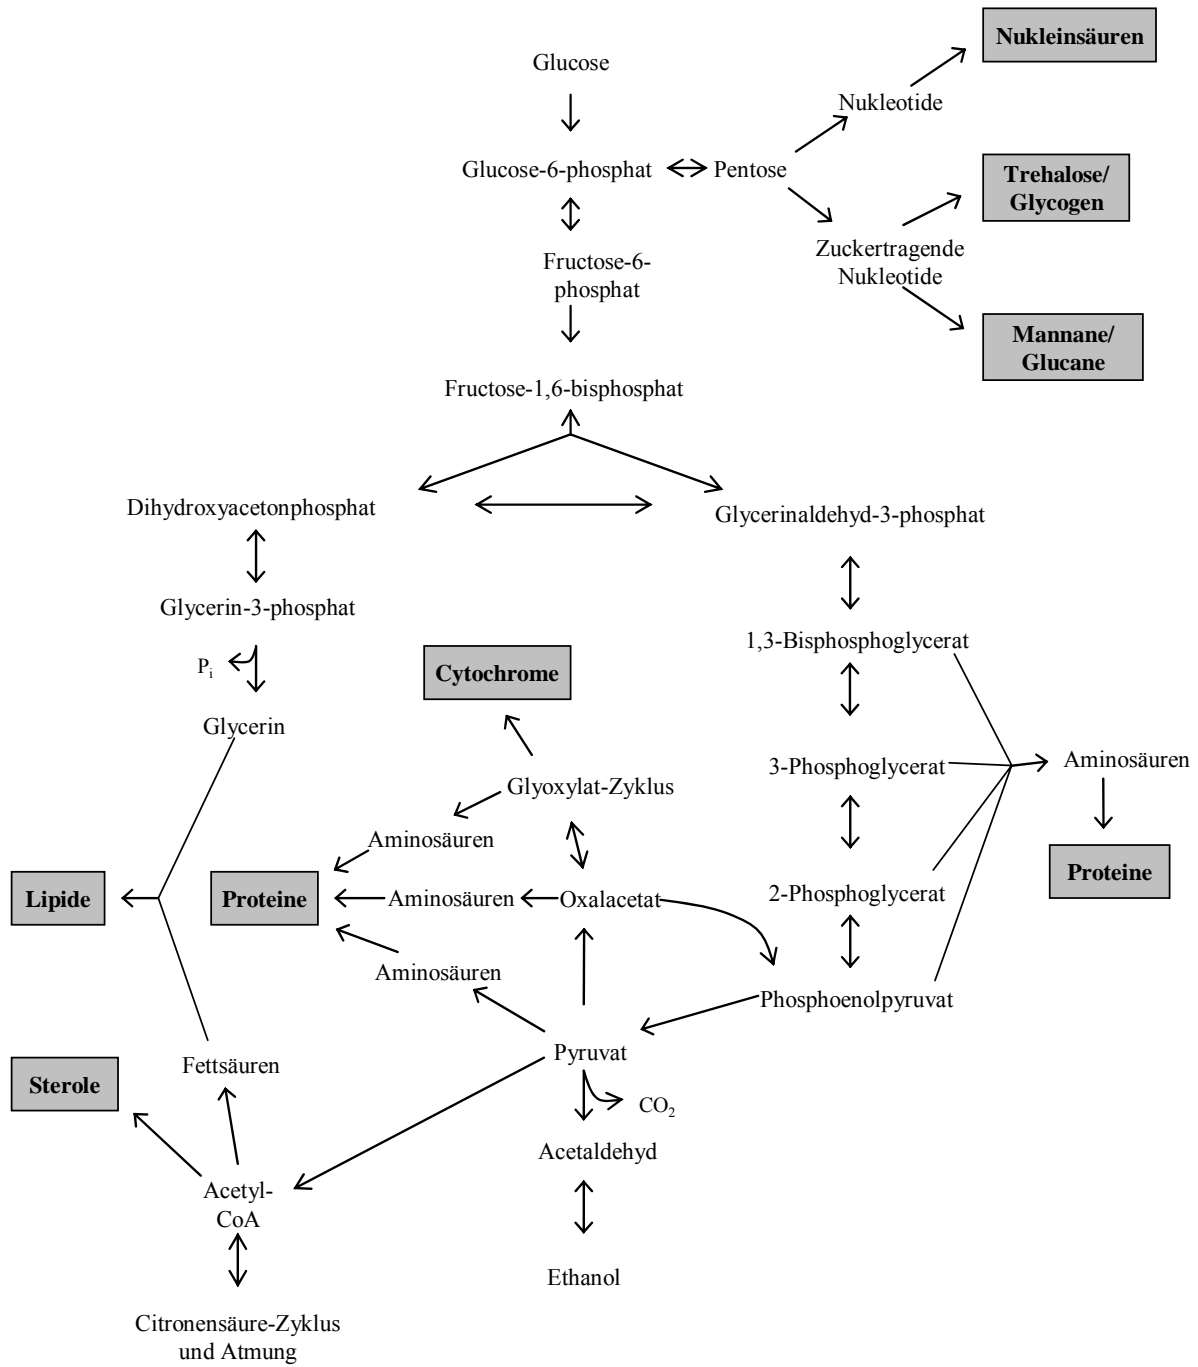 Nukleinsäuren
Glucose
Nukleotide
Glucose-6-phosphat
Pentose
Trehalose/
Glycogen
Zuckertragende
Nukleotide
Fructose-6-
phosphat
Mannane/
Glucane
Fructose-1,6-bisphosphat
Dihydroxyacetonphosphat
Glycerinaldehyd-3-phosphat
Glycerin-3-phosphat
1,3-Bisphosphoglycerat
Pi
Cytochrome
Glycerin
3-Phosphoglycerat
Aminosäuren
Glyoxylat-Zyklus
Aminosäuren
Proteine
Lipide
Proteine
Aminosäuren
Oxalacetat
2-Phosphoglycerat
Aminosäuren
Phosphoenolpyruvat
Pyruvat
Fettsäuren
Sterole
CO2
Acetaldehyd
Acetyl-
CoA
Ethanol
Citronensäure-Zyklus
und Atmung